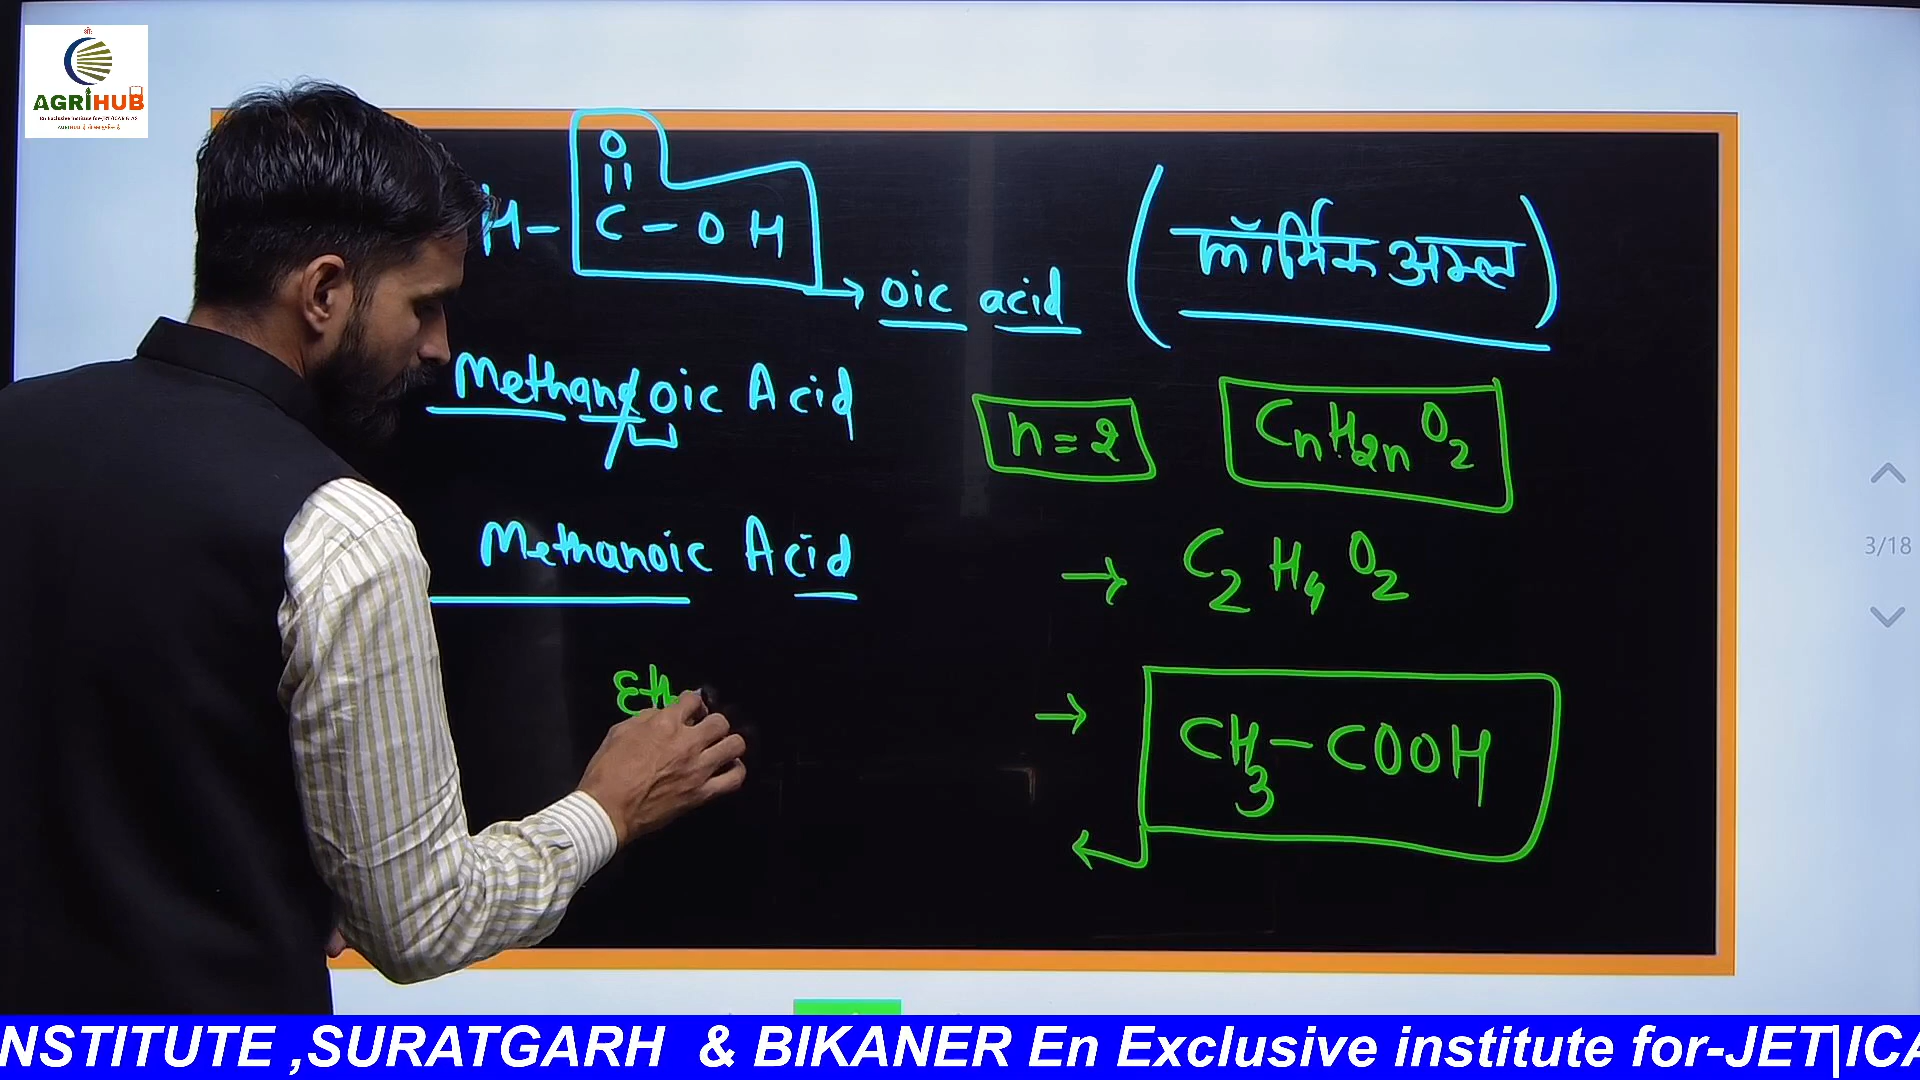 श्री:
AGRIHUB
O
||
H - C - OH
→ oic acid
(फॉर्मिक अम्ल)
Methaneoic Acid
n = 2
CnH2nO2
Methanoic Acid
→ C2H4O2
Eth
→ CH3-COOH
3/18
NSTITUTE ,SURATGARH & BIKANER En Exclusive institute for-JET|ICA